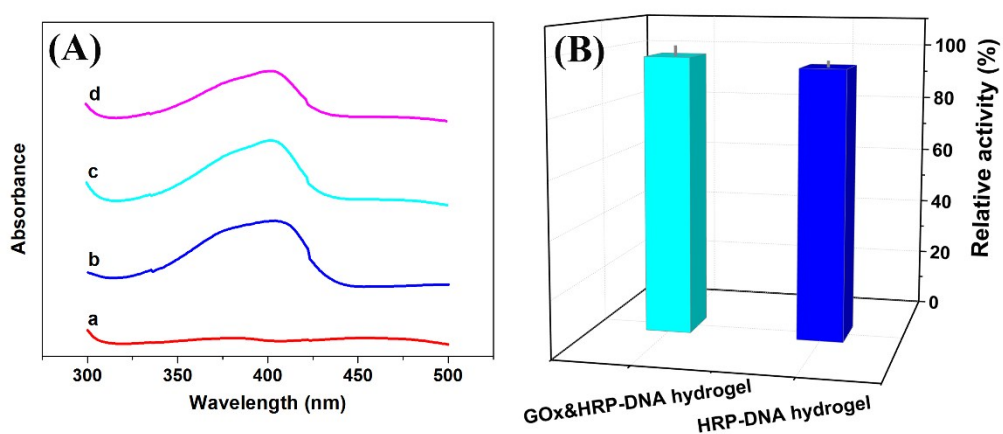 (A)
d
c
b
a
Absorbance
300 350 400 450 500
Wavelength (nm)
(B)
100
80
60
40
20
0
Relative activity (%)
GOx&HRP-DNA hydrogel
HRP-DNA hydrogel